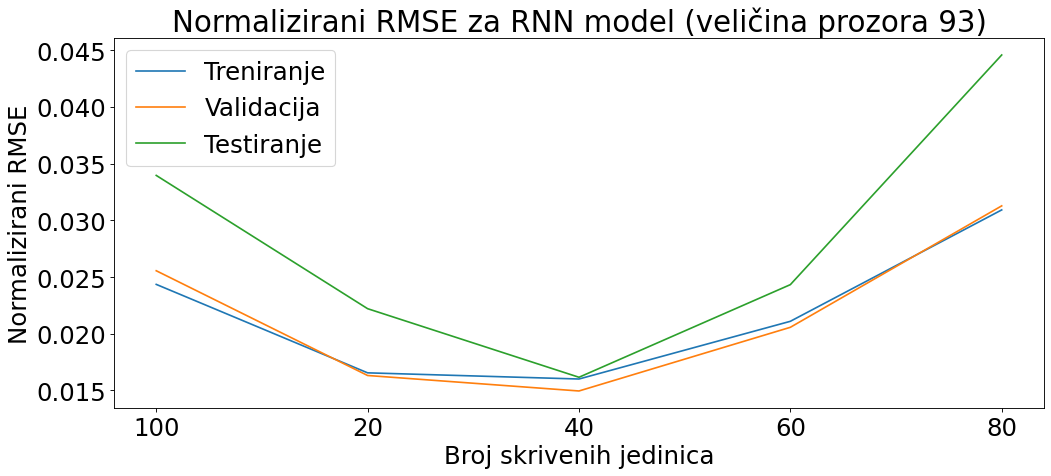 Normalizirani RMSE za RNN model (veličina prozora 93)
Treniranje
Validacija
Testiranje
Normalizirani RMSE
0.045
0.040
0.035
0.030
0.025
0.020
0.015
100 20 40 60 80
Broj skrivenih jedinica